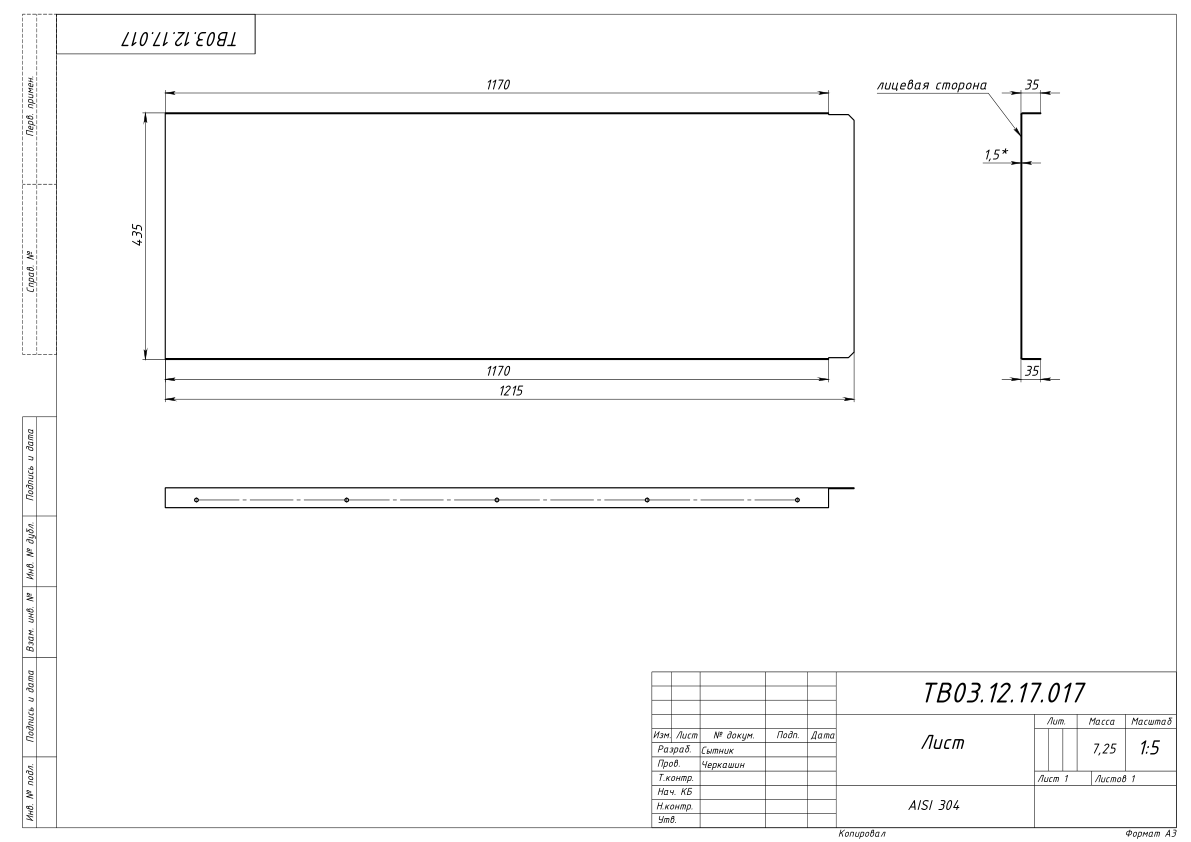 ТВ03.12.17.017
Перв. примен.
Справ. №
Подпись и дата
Инв. № дубл.
Взам. инв. №
Подпись и дата
Инв. № подл.
1170
435
1170
1215
лицевая сторона
35
1,5*
35
ТВ03.12.17.017
Изм. Лист № докум. Подп. Дата
Разраб. Сытник
Пров. Черкашин
Т.контр.
Нач. КБ
Н.контр.
Утв.
Лист
Лит. Масса Масштаб
7,25 1:5
Лист 1 Листов 1
AISI 304
Копировал Формат А3